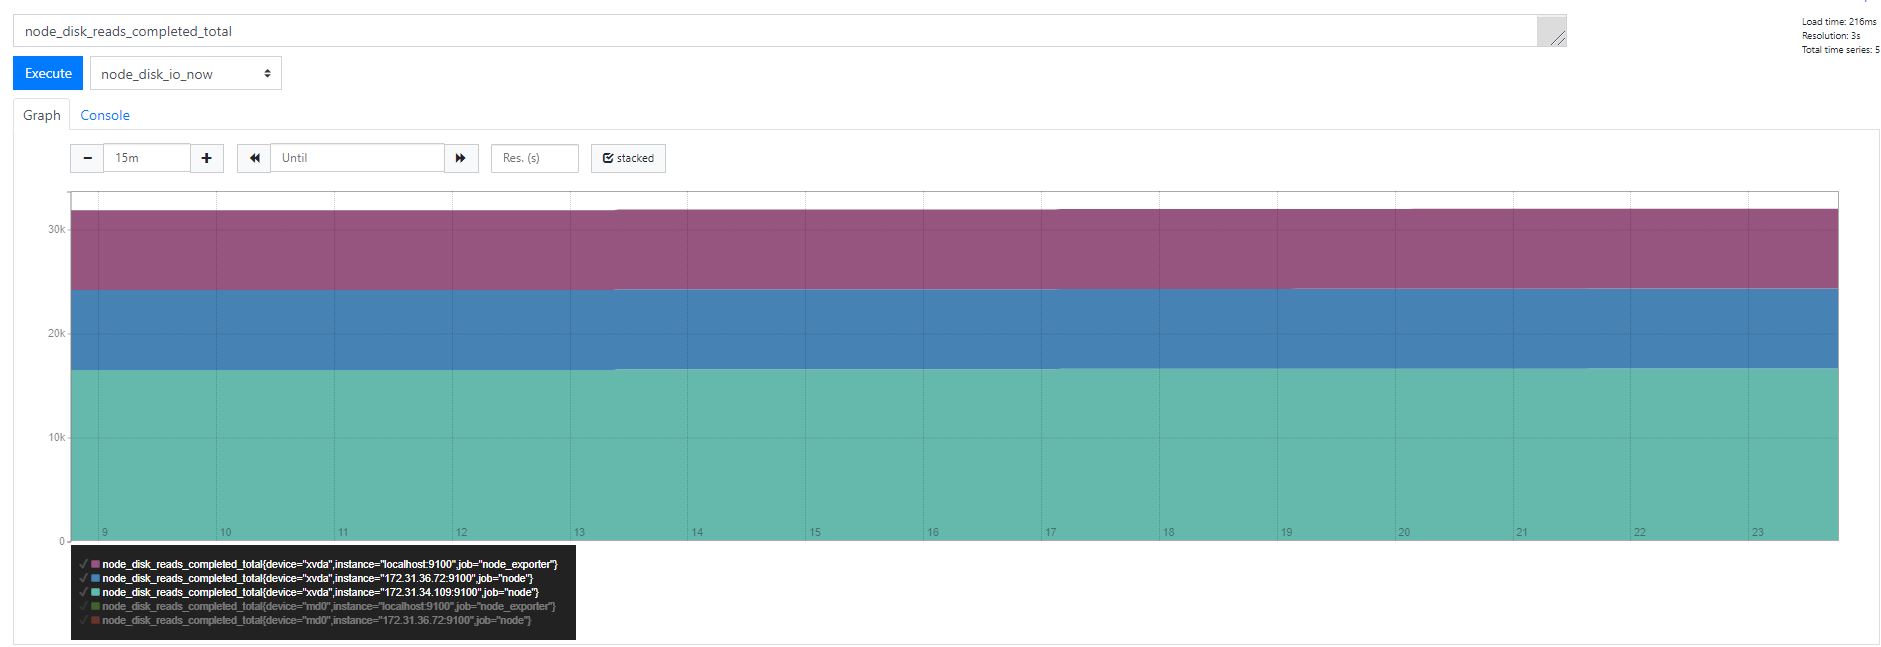 node_disk_reads_completed_total
Load time: 216ms
Resolution: 3s
Total time series: 5
Execute
node_disk_io_now
Graph
Console
15m
Until
Res. (s)
stacked
30k
20k
10k
0
9 10 11 12 13 14 15 16 17 18 19 20 21 22 23
node_disk_reads_completed_total{device="xvda",instance="localhost:9100",job="node_exporter"}
node_disk_reads_completed_total{device="xvda",instance="172.31.36.72:9100",job="node"}
node_disk_reads_completed_total{device="xvda",instance="172.31.34.109:9100",job="node"}
node_disk_reads_completed_total{device="md0",instance="localhost:9100",job="node_exporter"}
node_disk_reads_completed_total{device="md0",instance="172.31.36.72:9100",job="node"}